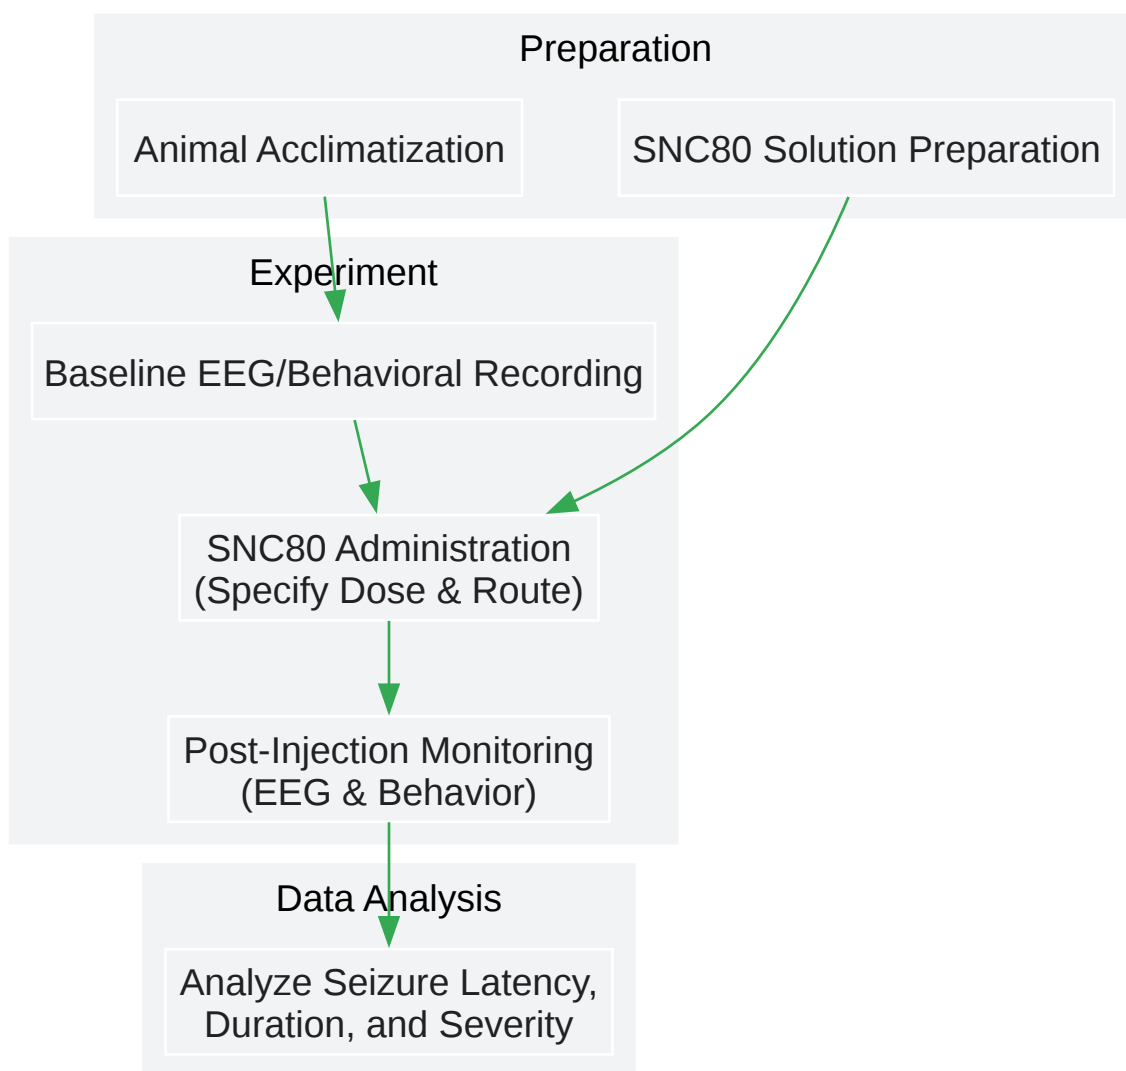 Preparation
Animal Acclimatization
SNC80 Solution Preparation
Experiment
Baseline EEG/Behavioral Recording
SNC80 Administration
(Specify Dose & Route)
Post-Injection Monitoring
(EEG & Behavior)
Data Analysis
Analyze Seizure Latency,
Duration, and Severity